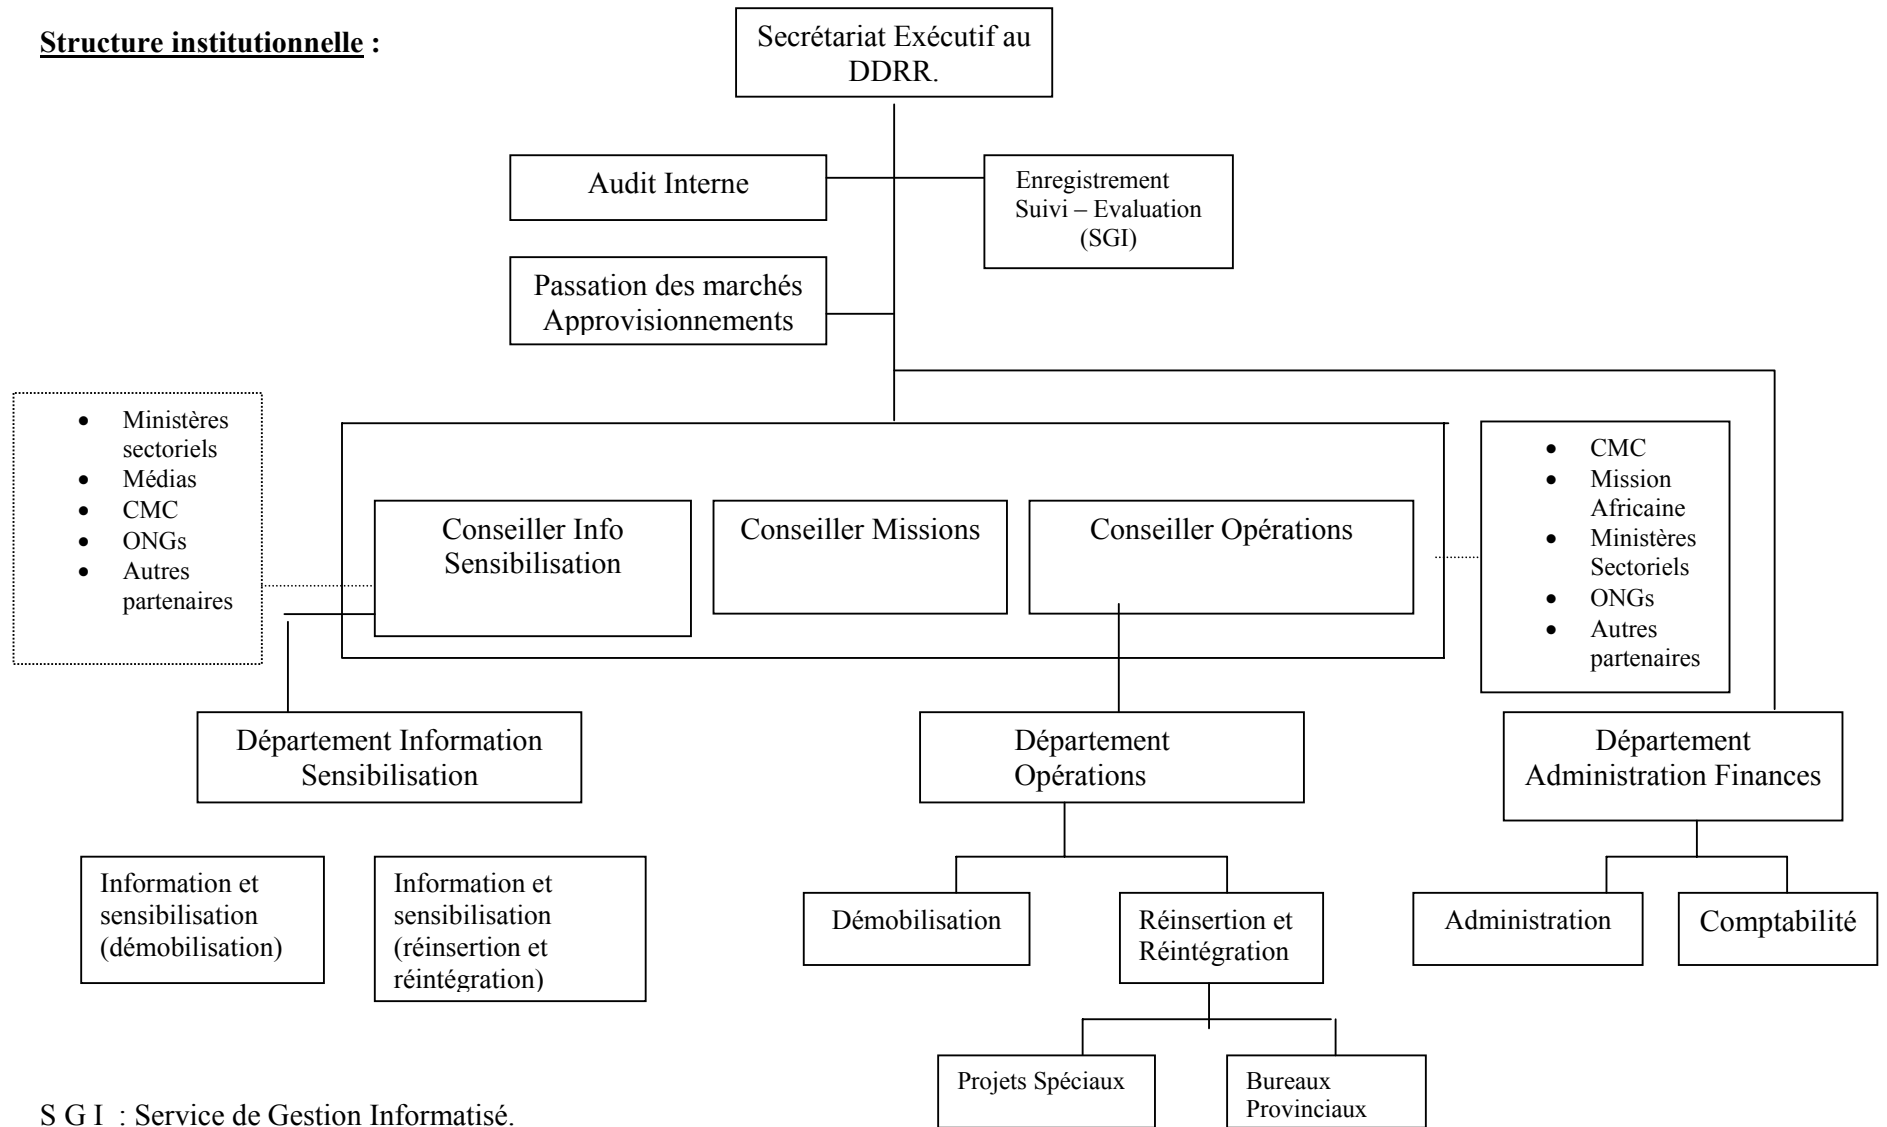 Structure institutionnelle :
Secrétariat Exécutif au
DDRR.
Audit Interne
Enregistrement
Suivi – Evaluation
(SGI)
Passation des marchés
Approvisionnements
• Ministères
sectoriels
• Médias
• CMC
• ONGs
• Autres
partenaires
Conseiller Info
Sensibilisation
Conseiller Missions
Conseiller Opérations
• CMC
• Mission
Africaine
• Ministères
Sectoriels
• ONGs
• Autres
partenaires
Département Information
Sensibilisation
Département
Opérations
Département
Administration Finances
Information et
sensibilisation
(démobilisation)
Information et
sensibilisation
(réinsertion et
réintégration)
Démobilisation
Réinsertion et
Réintégration
Administration
Comptabilité
Projets Spéciaux
Bureaux
Provinciaux
S G I : Service de Gestion Informatisé.